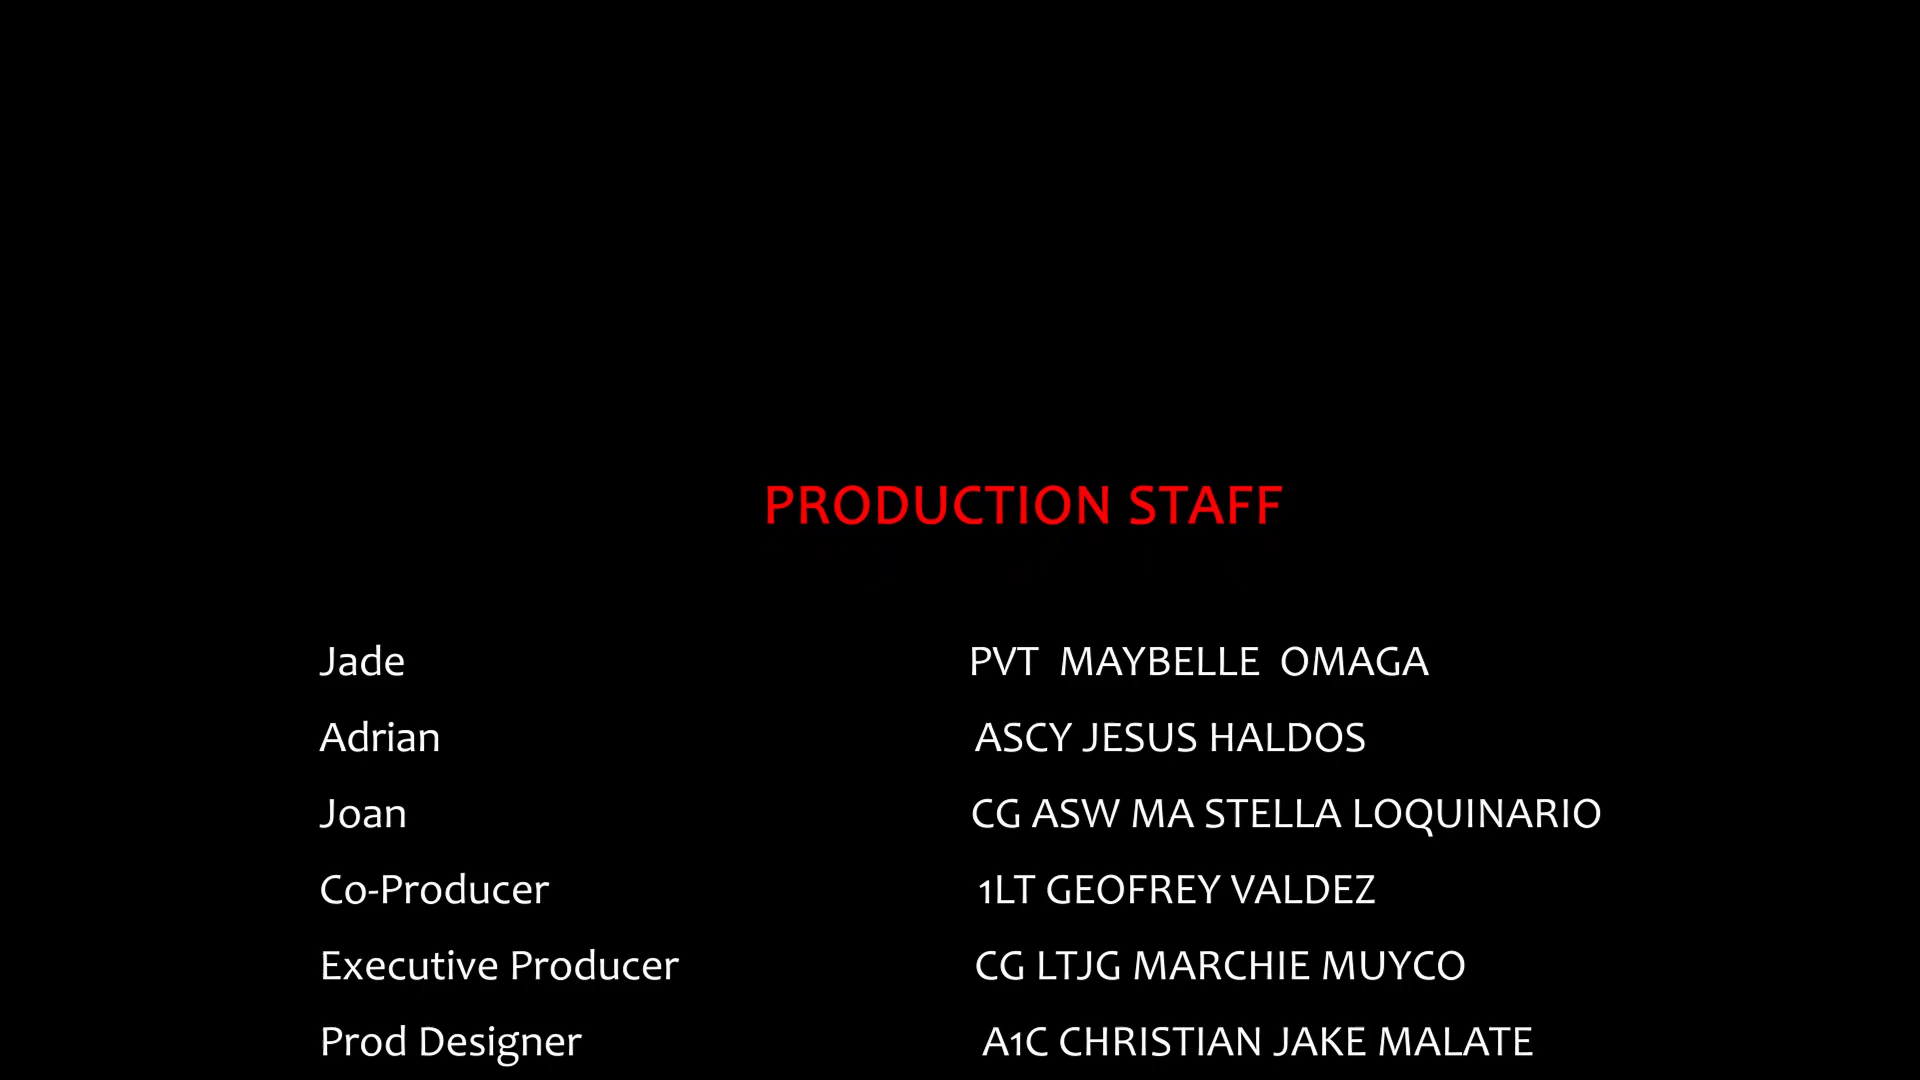 PRODUCTION STAFF
Jade PVT MAYBELLE OMAGA
Adrian ASCY JESUS HALDOS
Joan CG ASW MA STELLA LOQUINARIO
Co-Producer 1LT GEOFREY VALDEZ
Executive Producer CG LTJG MARCHIE MUYCO
Prod Designer A1C CHRISTIAN JAKE MALATE